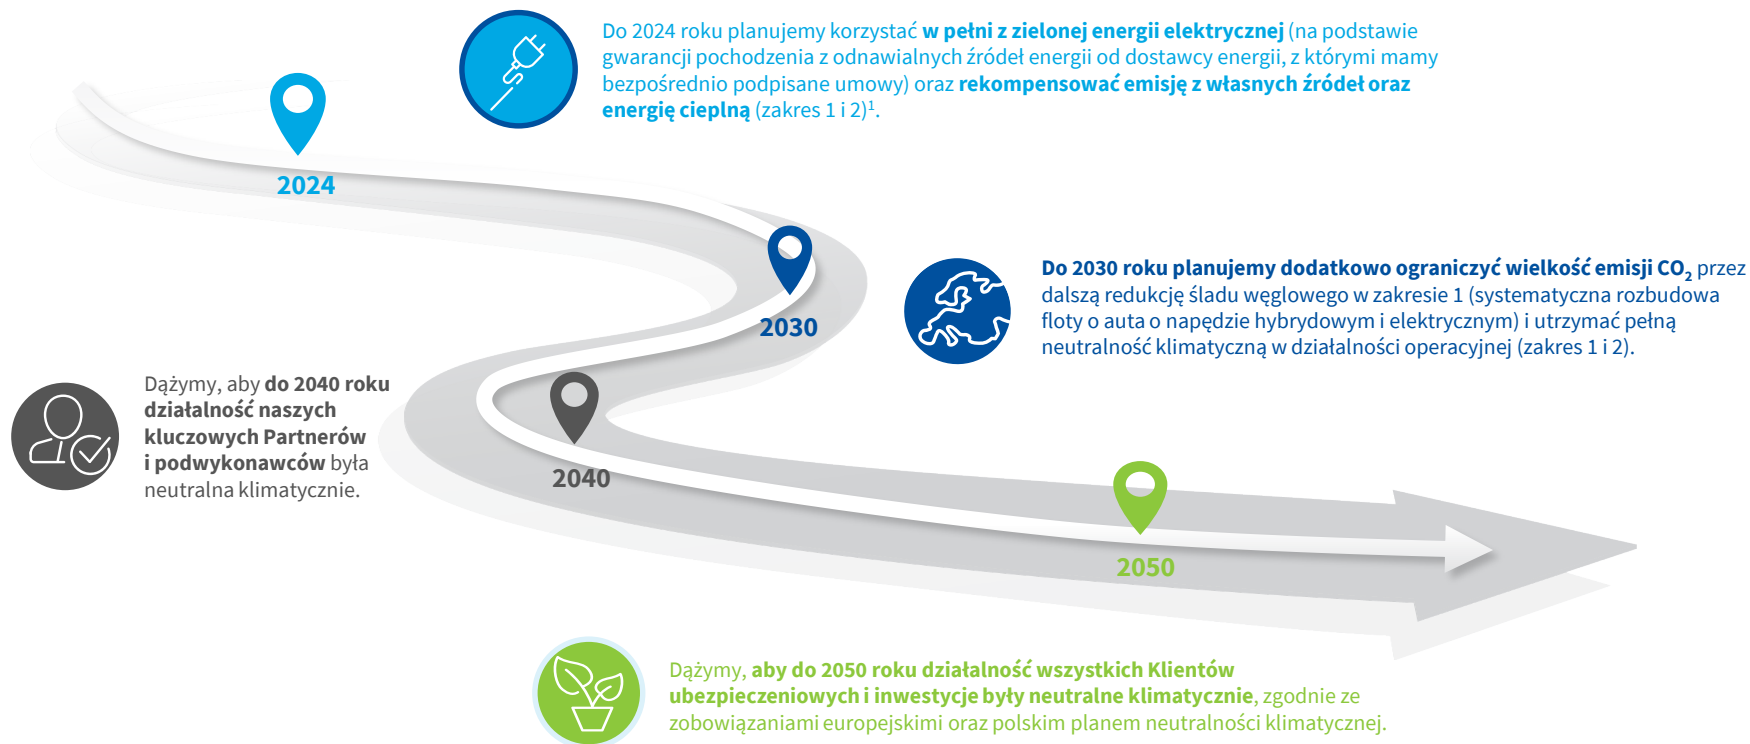 Do 2024 roku planujemy korzystać w pełni z zielonej energii elektrycznej (na podstawie
gwarancji pochodzenia z odnawialnych źródeł energii od dostawcy energii, z którymi mamy
bezpośrednio podpisane umowy) oraz rekompensować emisję z własnych źródeł oraz
energię cieplną (zakres 1 i 2)¹.
2024
Do 2030 roku planujemy dodatkowo ograniczyć wielkość emisji CO₂ przez
dalszą redukcję śladu węglowego w zakresie 1 (systematyczna rozbudowa
floty o auta o napędzie hybrydowym i elektrycznym) i utrzymać pełną
neutralność klimatyczną w działalności operacyjnej (zakres 1 i 2).
2030
Dążymy, aby do 2040 roku
działalność naszych
kluczowych Partnerów
i podwykonawców była
neutralna klimatycznie.
2040
2050
Dążymy, aby do 2050 roku działalność wszystkich Klientów
ubezpieczeniowych i inwestycje były neutralne klimatycznie, zgodnie ze
zobowiązaniami europejskimi oraz polskim planem neutralności klimatycznej.